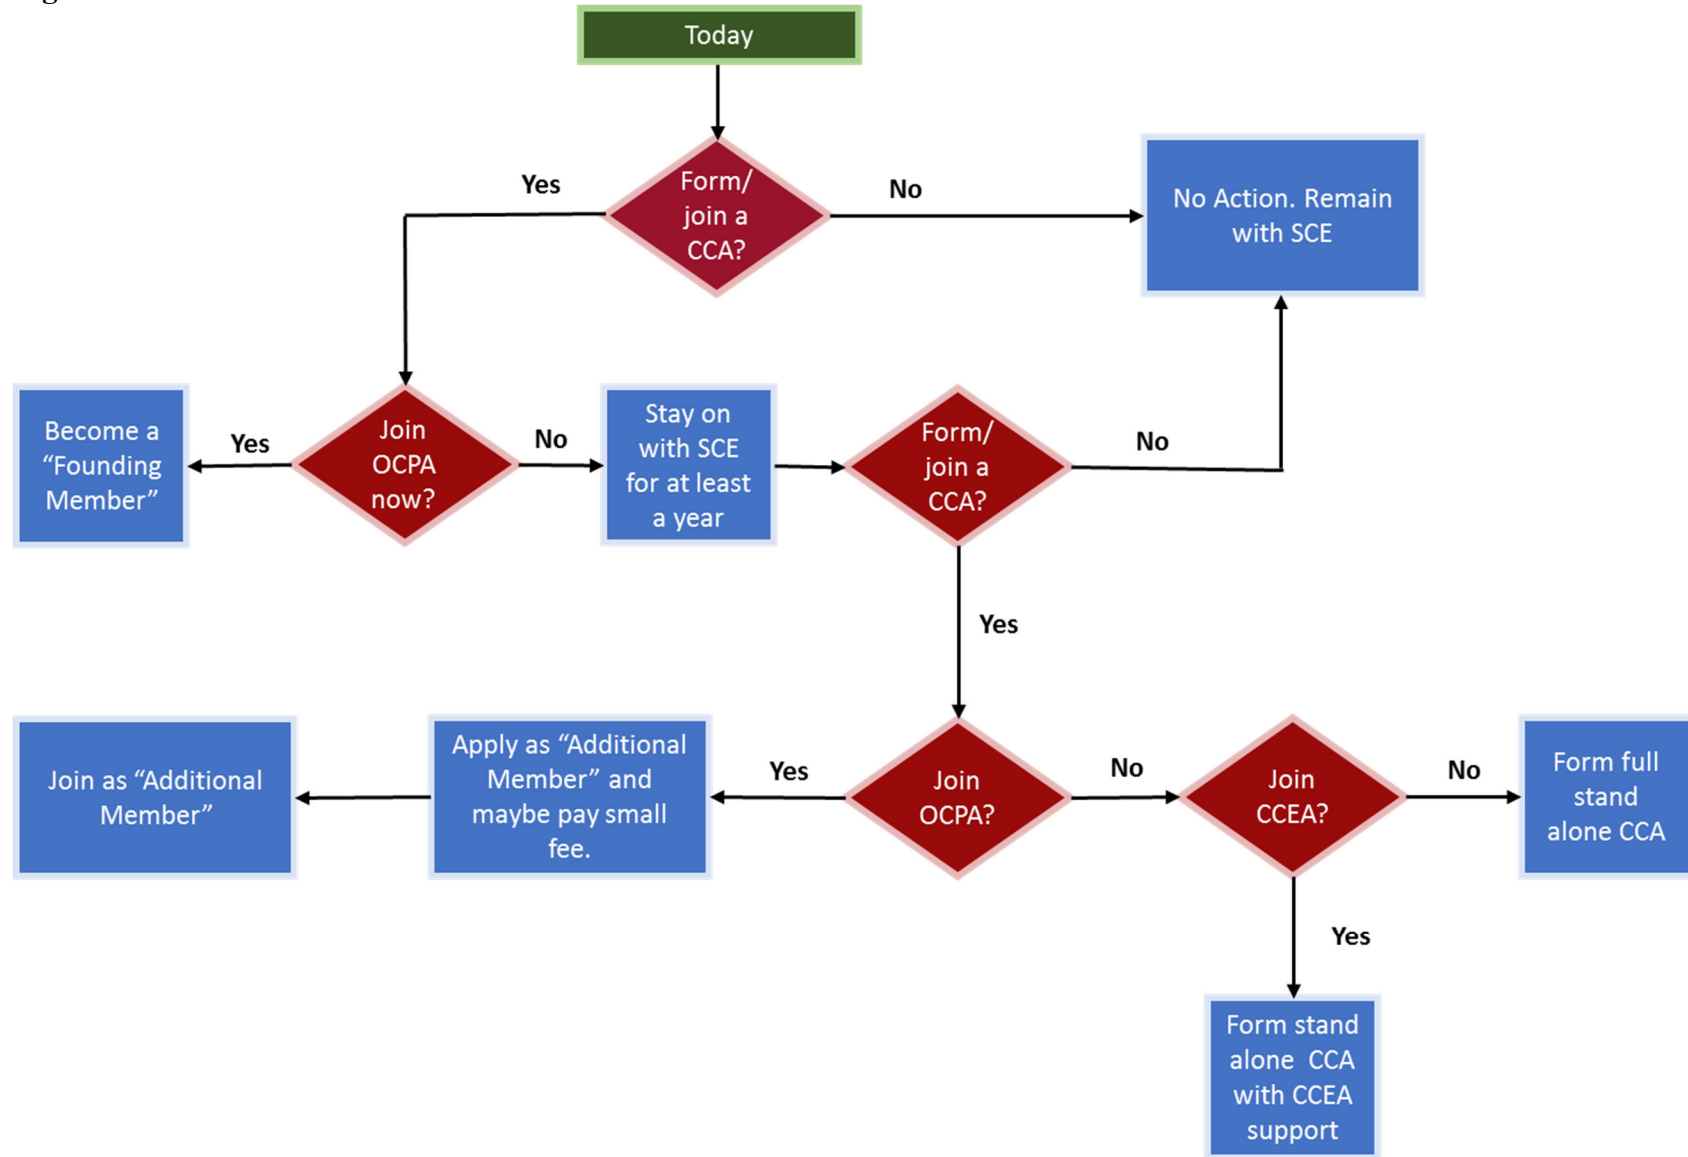 Today
Form/
join a
CCA?
Yes
No
No Action. Remain
with SCE
Become a
“Founding
Member”
Yes
Join
OCPA
now?
No
Stay on
with SCE
for at least
a year
Form/
join a
CCA?
No
Yes
Join as “Additional
Member”
Apply as “Additional
Member” and
maybe pay small
fee.
Yes
Join
OCPA?
No
Join
CCEA?
No
Form full
stand
alone CCA
Yes
Form stand
alone CCA
with CCEA
support